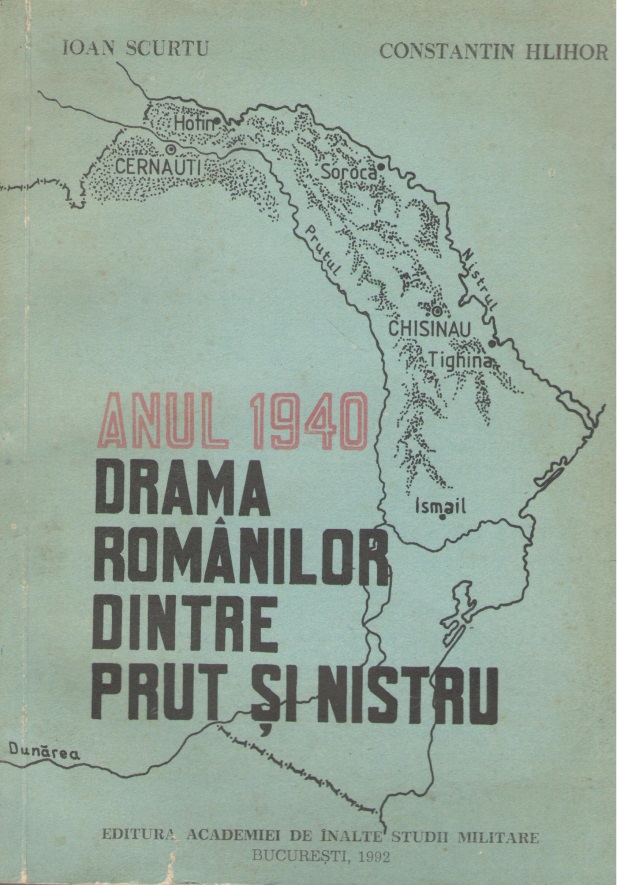 IOAN SCURTU
CONSTANTIN HLIHOR
Hotin
CERNAUTI
Soroca
Prutul
Nistrul
CHISINAU
Tighina
ANUL 1940
DRAMA
Ismail
ROMÂNILOR
DINTRE
PRUT ȘI NISTRU
Dunărea
EDITURA ACADEMIEI DE ÎNALTE STUDII MILITARE
BUCUREȘTI, 1992